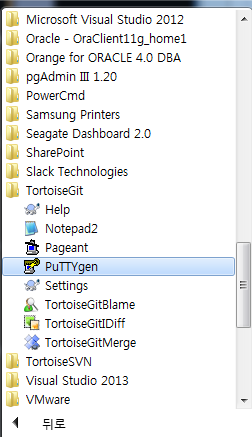 Microsoft Visual Studio 2012
Oracle - OraClient11g_home1
Orange for ORACLE 4.0 DBA
pgAdmin III 1.20
PowerCmd
Samsung Printers
Seagate Dashboard 2.0
SharePoint
Slack Technologies
TortoiseGit
Help
Notepad2
Pageant
PuTTYgen
Settings
TortoiseGitBlame
TortoiseGitIDiff
TortoiseGitMerge
TortoiseSVN
Visual Studio 2013
VMware
뒤로